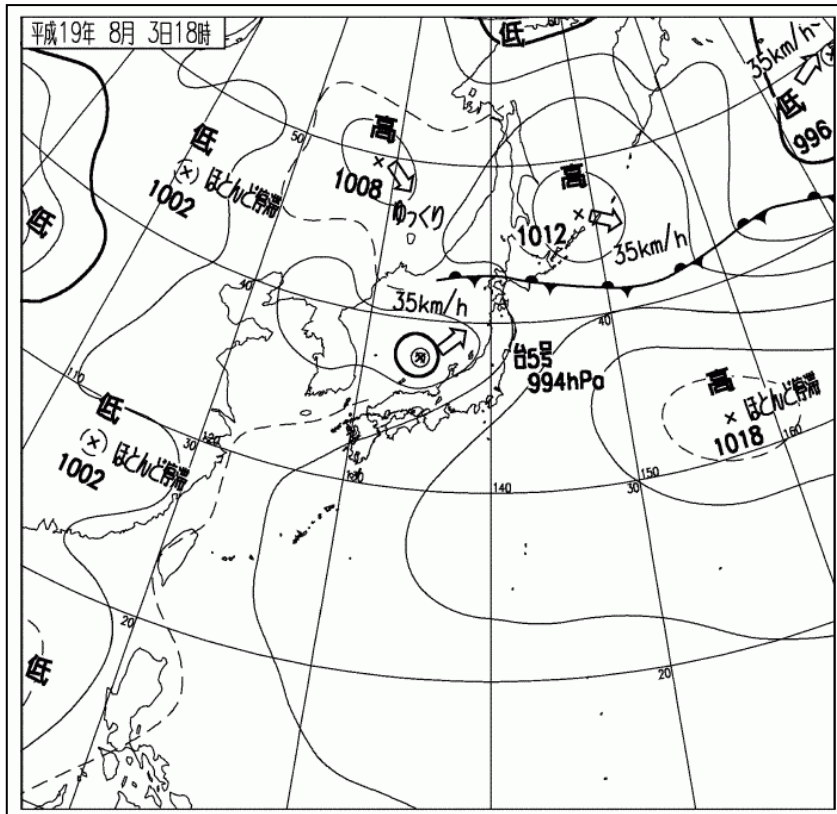 平成19年 8月 3日18時
低
60
35km/h
低
996
低
ほとんど停滞
1002
50
高
1008
ゆっくり
高
1012
35km/h
低
40
35km/h
台5号
994hPa
40
110
低
ほとんど停滞
1002
30
120
130
140
30
150
高
ほとんど停滞
1018
160
20
20
低